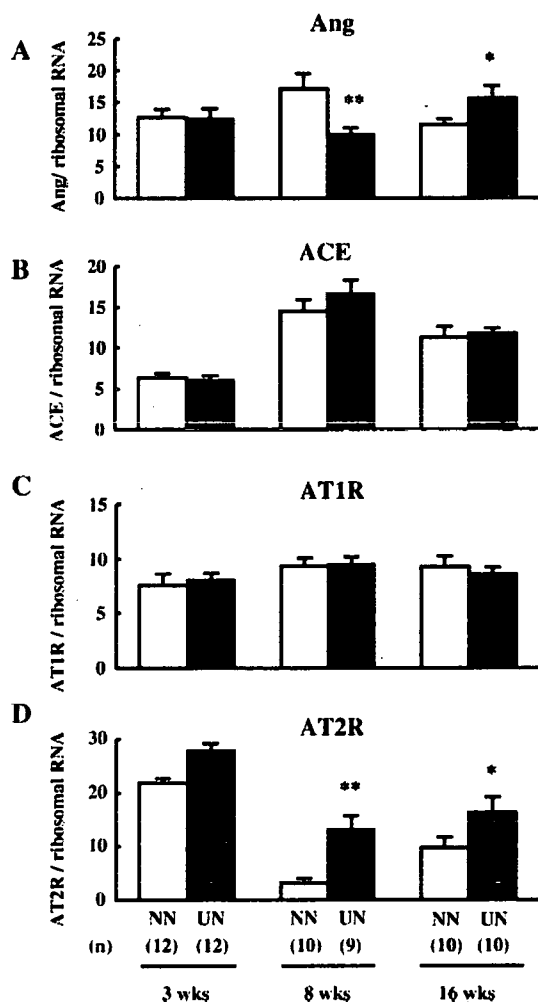 Ang
A
Ang/ ribosomal RNA
25
20
15
10
5
0
**
*
ACE
B
ACE / ribosomal RNA
20
15
10
5
0
C
AT1R
AT1R / ribosomal RNA
15
10
5
0
D
AT2R
AT2R / ribosomal RNA
30
20
10
0
**
*
NN UN NN UN NN UN
(n) (12) (12) (10) (9) (10) (10)
3 wks 8 wks 16 wks